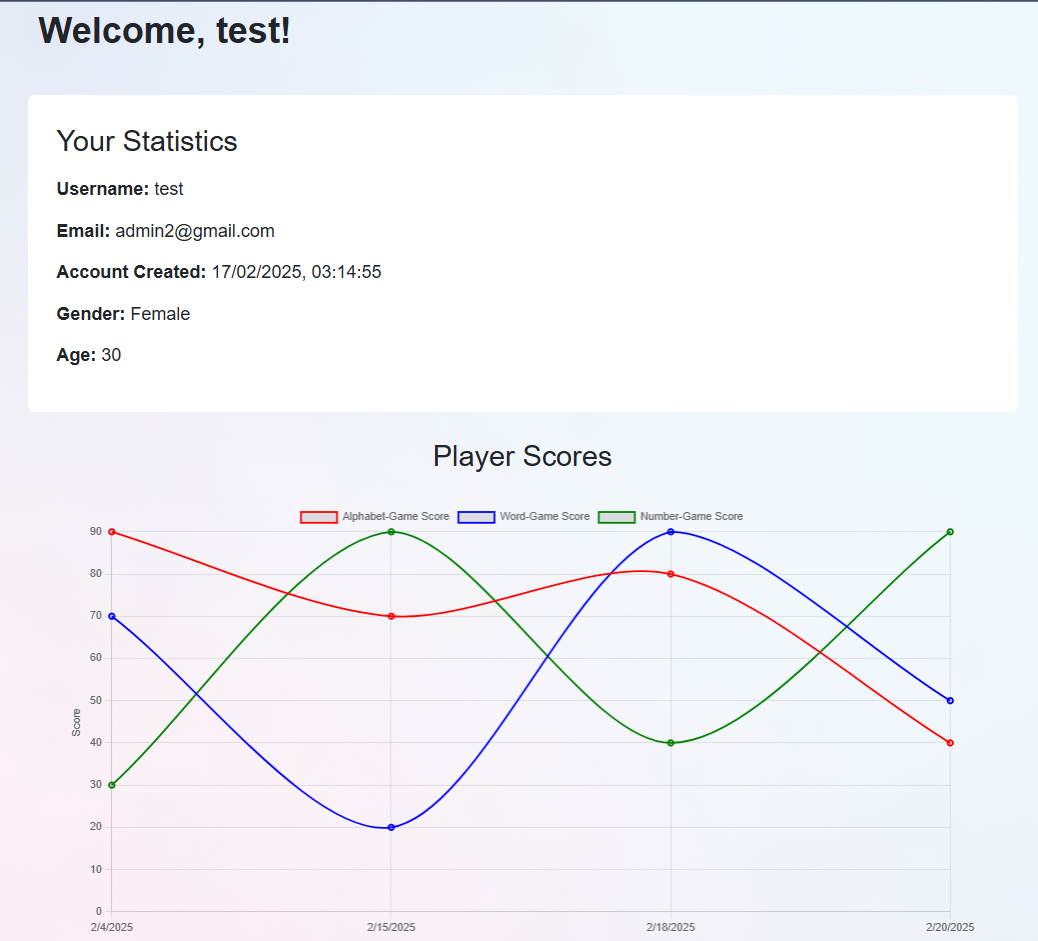 Welcome, test!
Your Statistics
Username: test
Email: admin2@gmail.com
Account Created: 17/02/2025, 03:14:55
Gender: Female
Age: 30
Player Scores
Alphabet-Game Score Word-Game Score Number-Game Score
90
80
70
60
50
Score
40
30
20
10
0
2/4/2025 2/15/2025 2/18/2025 2/20/2025